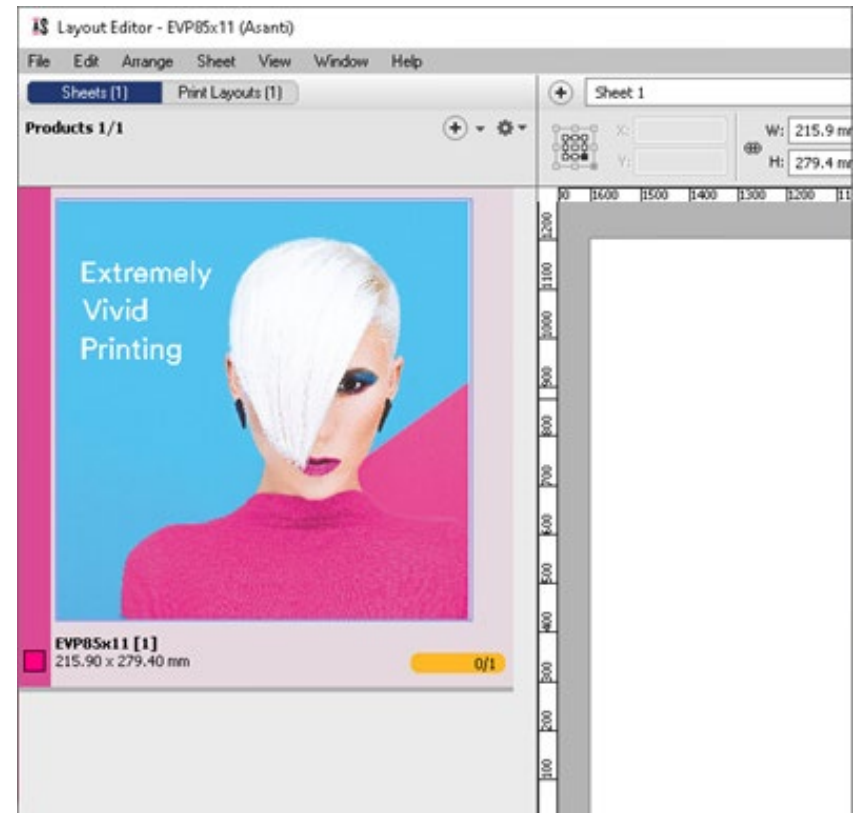 Layout Editor - EVP85x11 (Asanti)
File Edit Arrange Sheet View Window Help
Sheets (1) Print Layouts (1)
Sheet 1
Products 1/1
X: W: 215.9 mm
Y: H: 279.4 mm
1600 1500 1400 1300 1200
1200
1100
1000
900
800
700
600
500
400
300
200
100
Extremely
Vivid
Printing
EVP85x11 [1]
215.90 x 279.40 mm
0/1